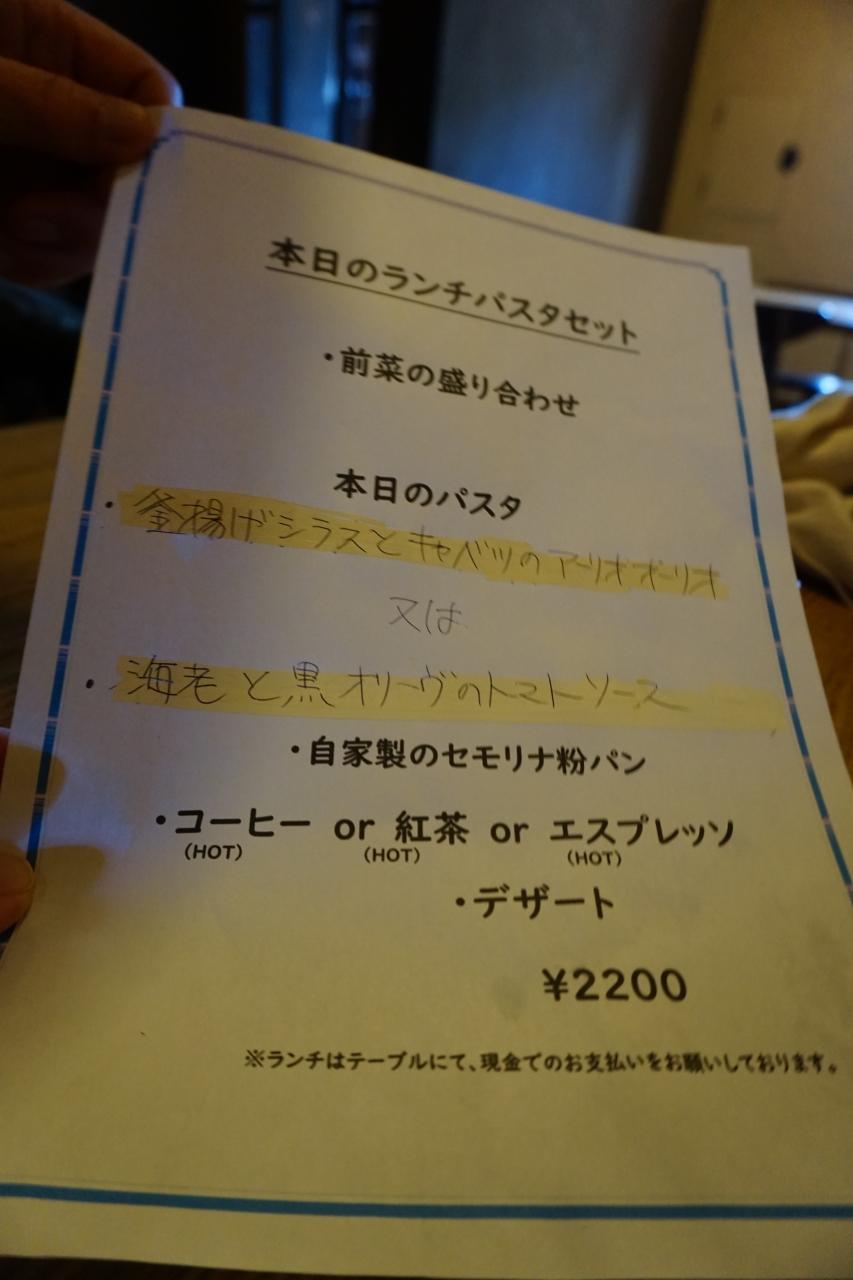 本日のランチパスタセット
・前菜の盛り合わせ
本日のパスタ
・釜揚げシラスとキャベツのアーリオオーリオ
又は
・海老と黒オリーヴのトマトソース
・自家製のセモリナ粉パン
・コーヒー or 紅茶 or エスプレッソ
(HOT) (HOT) (HOT)
・デザート
¥2200
※ランチはテーブルにて、現金でのお支払いをお願いしております。